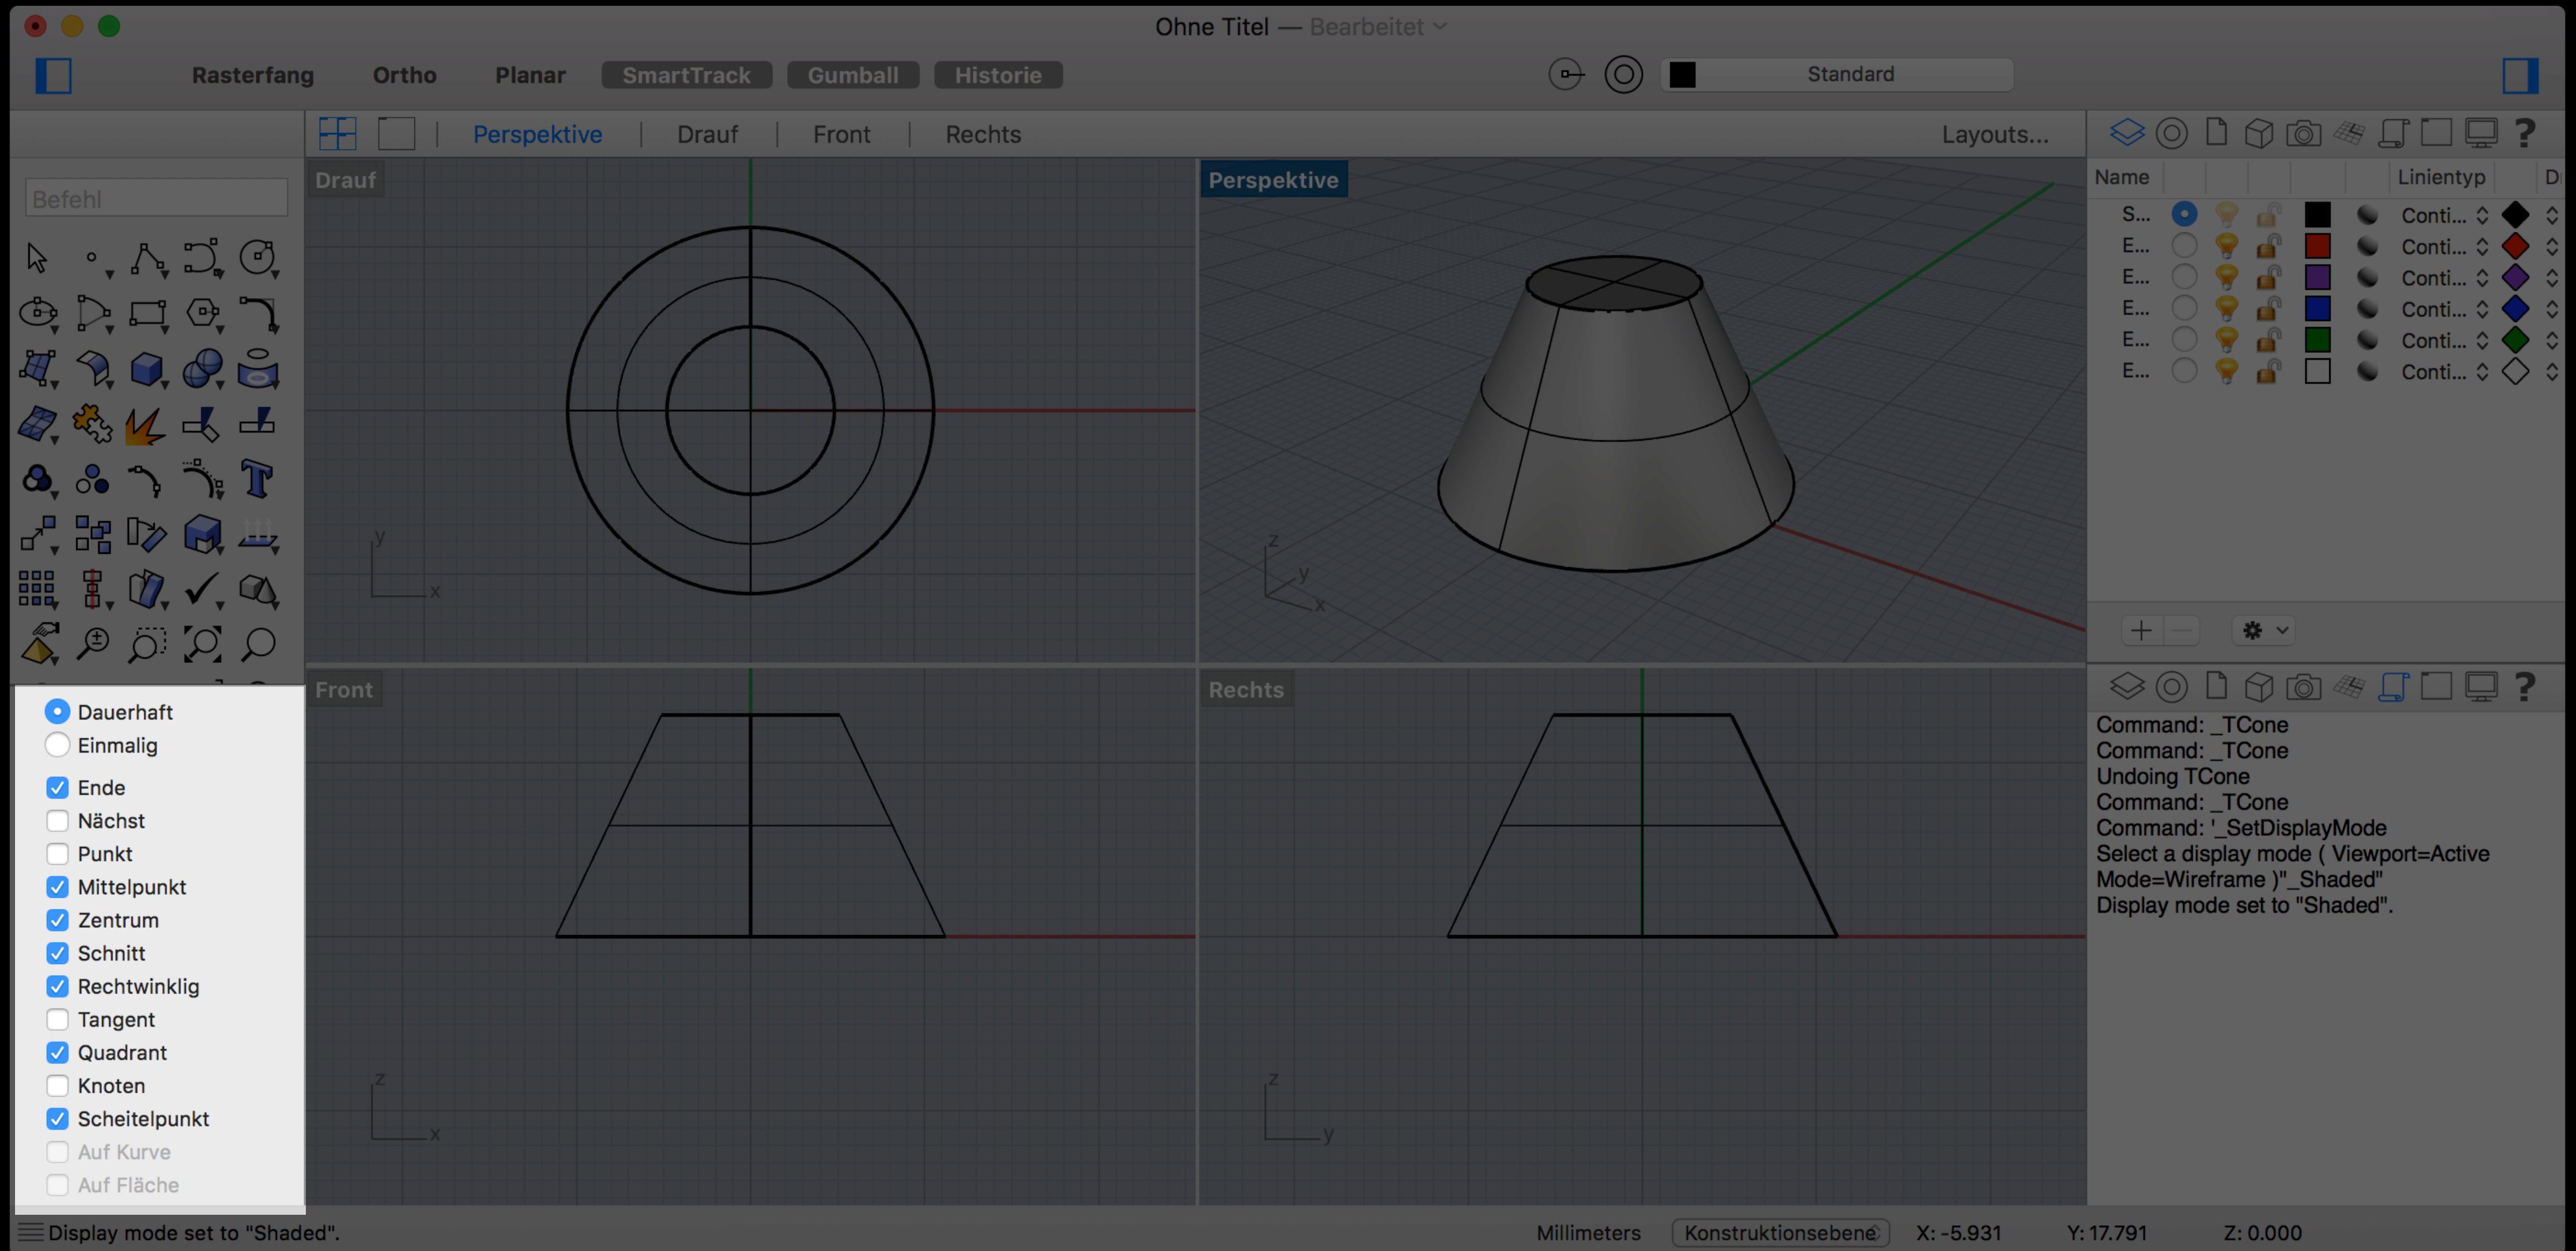 Ohne Titel — Bearbeitet
Rasterfang Ortho Planar SmartTrack Gumball Historie Standard
Perspektive Drauf Front Rechts Layouts...
Befehl
Drauf
y
x
Perspektive
z
y
x
Front
z
x
Rechts
z
y
Dauerhaft
Einmalig
Ende
Nächst
Punkt
Mittelpunkt
Zentrum
Schnitt
Rechtwinklig
Tangent
Quadrant
Knoten
Scheitelpunkt
Auf Kurve
Auf Fläche
Name Linientyp D
S... Conti...
E... Conti...
E... Conti...
E... Conti...
E... Conti...
E... Conti...
Command: _TCone
Command: _TCone
Undoing TCone
Command: _TCone
Command: '_SetDisplayMode
Select a display mode ( Viewport=Active
Mode=Wireframe )"_Shaded"
Display mode set to "Shaded".
Display mode set to "Shaded". Millimeters Konstruktionsebene X: -5.931 Y: 17.791 Z: 0.000